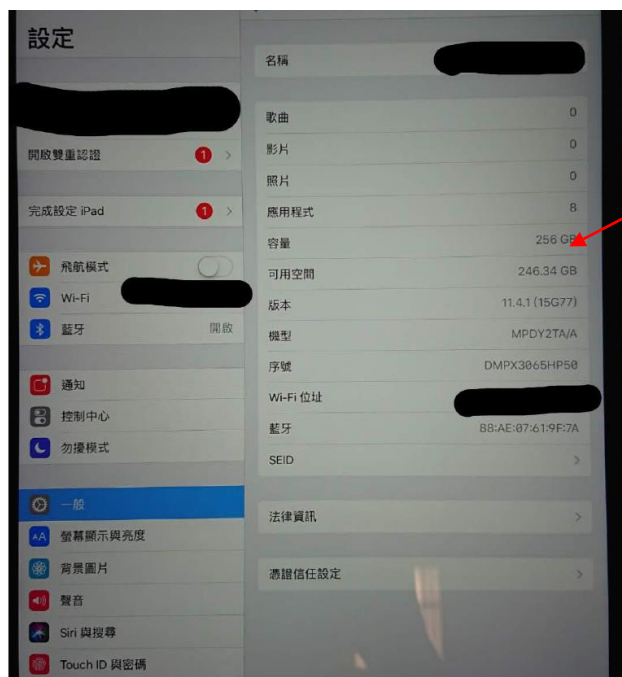 設定
開啟雙重認證 1
完成設定 iPad 1
飛航模式
Wi-Fi
藍牙 開啟
通知
控制中心
勿擾模式
一般
AA 螢幕顯示與亮度
背景圖片
聲音
Siri 與搜尋
Touch ID 與密碼
名稱
歌曲 0
影片 0
照片 0
應用程式 8
容量 256 GB
可用空間 246.34 GB
版本 11.4.1 (15G77)
機型 MPDY2TA/A
序號 DMPX3065HP50
Wi-Fi 位址
藍牙 88:AE:07:61:9F:7A
SEID
法律資訊
憑證信任設定